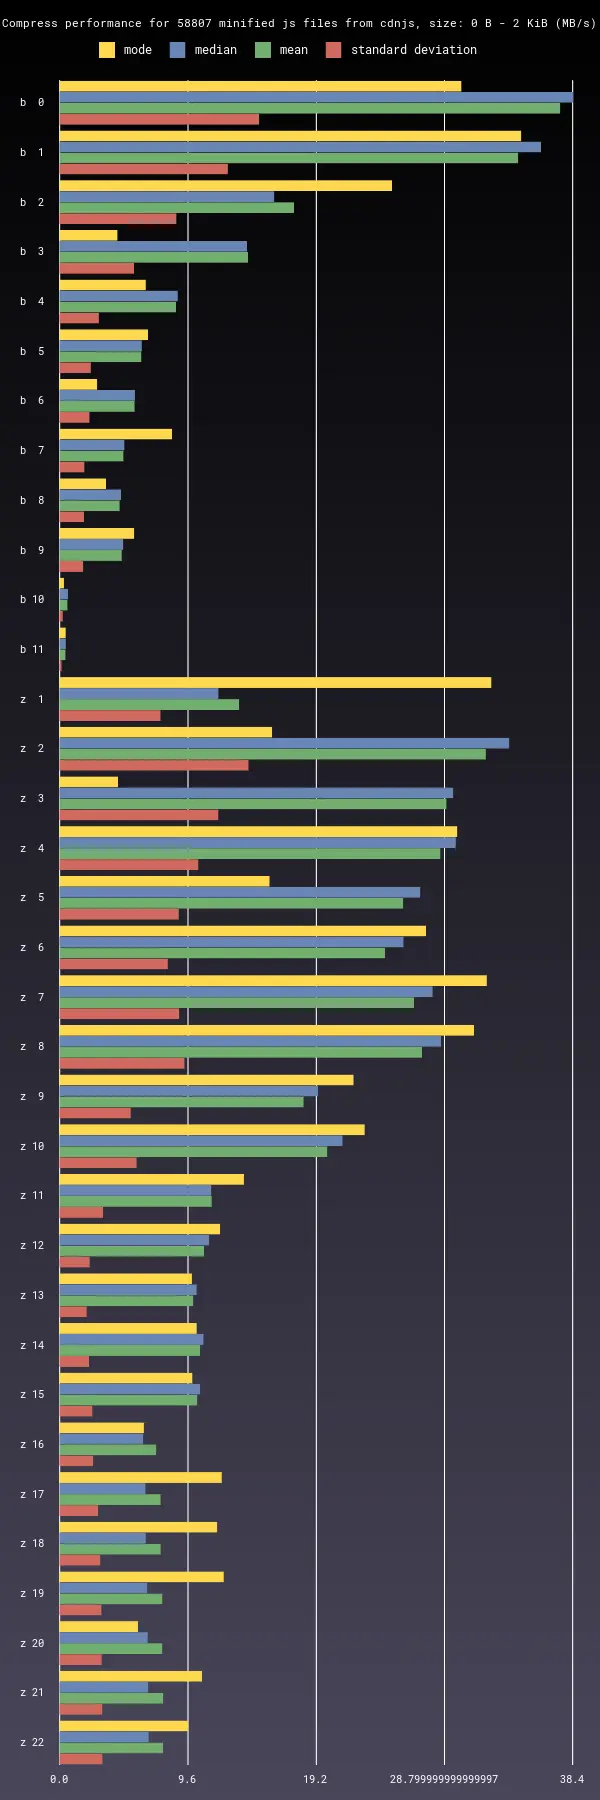 Compress performance for 58807 minified js files from cdnjs, size: 0 B - 2 KiB (MB/s)
mode median mean standard deviation
b 0
b 1
b 2
b 3
b 4
b 5
b 6
b 7
b 8
b 9
b 10
b 11
z 1
z 2
z 3
z 4
z 5
z 6
z 7
z 8
z 9
z 10
z 11
z 12
z 13
z 14
z 15
z 16
z 17
z 18
z 19
z 20
z 21
z 22
0.0 9.6 19.2 28.799999999999997 38.4